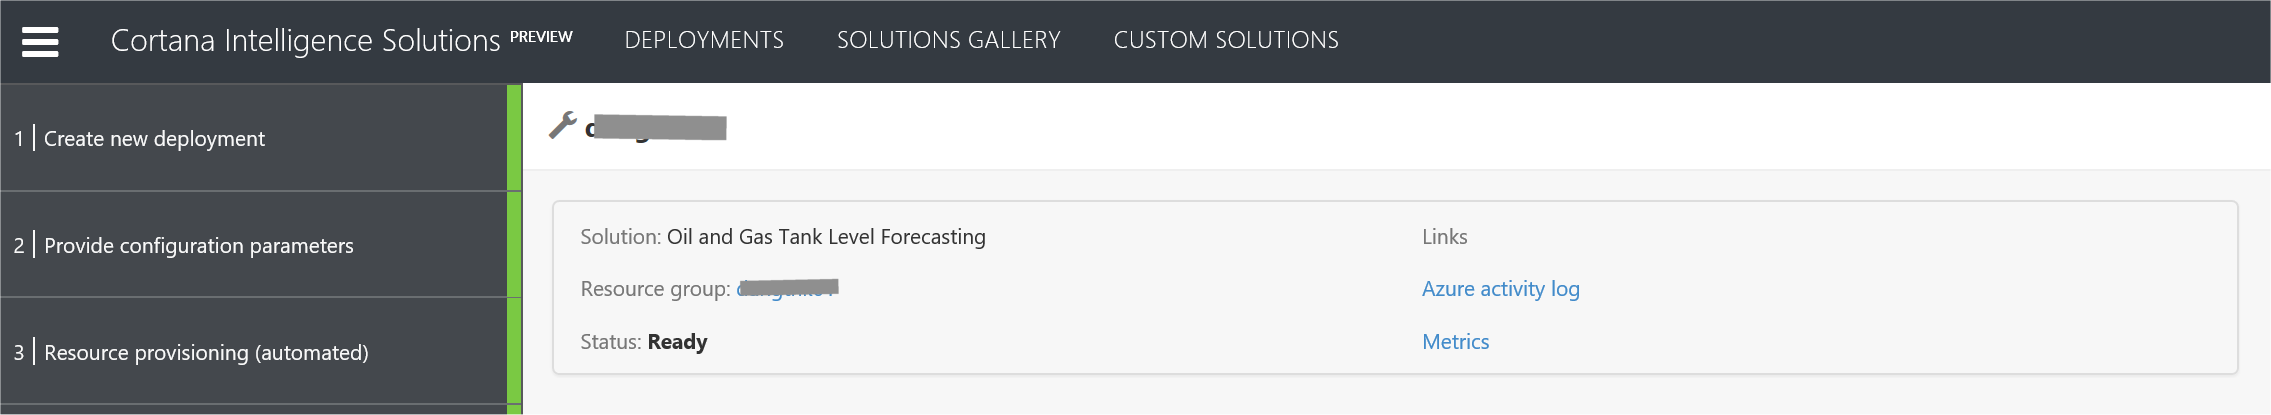 Cortana Intelligence Solutions PREVIEW DEPLOYMENTS SOLUTIONS GALLERY CUSTOM SOLUTIONS
1 Create new deployment
2 Provide configuration parameters
3 Resource provisioning (automated)
Solution: Oil and Gas Tank Level Forecasting
Resource group:
Status: Ready
Links
Azure activity log
Metrics